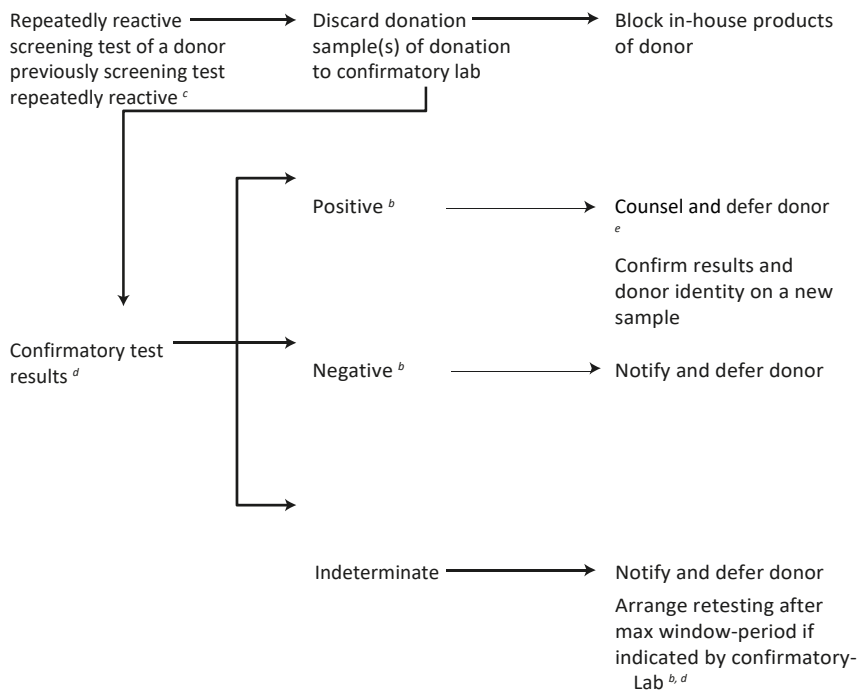 Repeatedly reactive
screening test of a donor
previously screening test
repeatedly reactive c
Discard donation
sample(s) of donation
to confirmatory lab
Block in-house products
of donor
Positive b
Counsel and defer donor
e
Confirm results and
donor identity on a new
sample
Confirmatory test
results d
Negative b
Notify and defer donor
Indeterminate
Notify and defer donor
Arrange retesting after
max window-period if
indicated by confirmatory-
Lab b, d